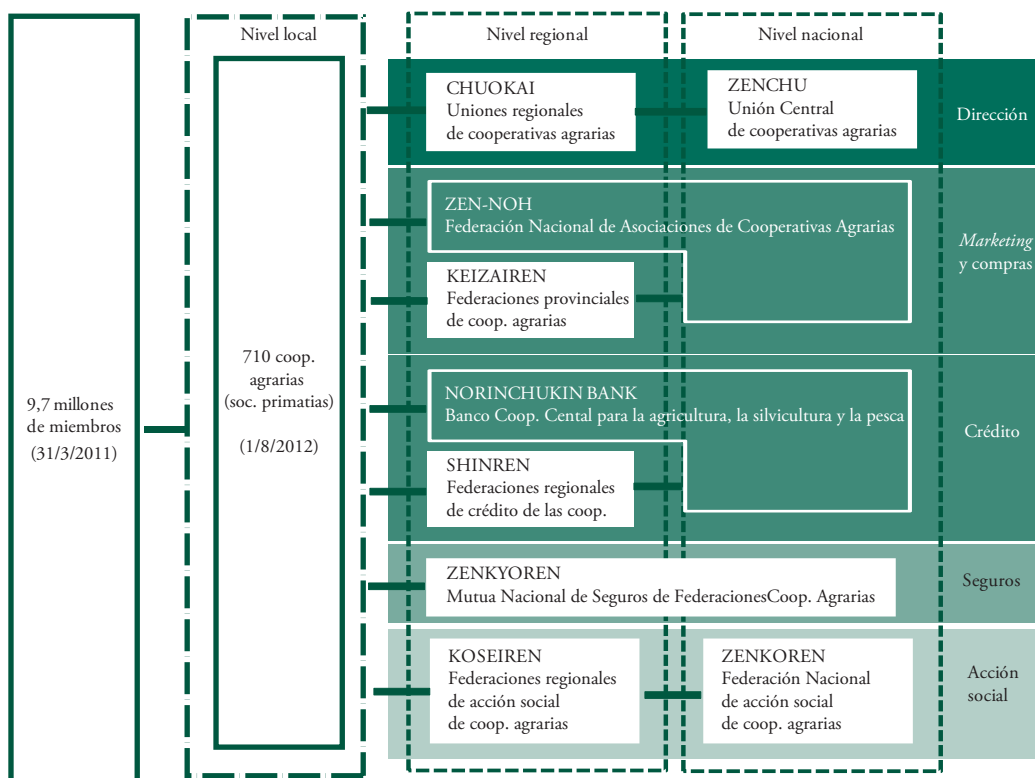 Nivel local
Nivel regional
Nivel nacional
9,7 millones
de miembros
(31/3/2011)
710 coop.
agrarias
(soc. primatias)
(1/8/2012)
CHUOKAI
Uniones regionales
de cooperativas agrarias
ZENCHU
Unión Central
de cooperativas agrarias
Dirección
ZEN-NOH
Federación Nacional de Asociaciones de Cooperativas Agrarias
KEIZAIREN
Federaciones provinciales
de coop. agrarias
Marketing
y compras
NORINCHUKIN BANK
Banco Coop. Cental para la agricultura, la silvicultura y la pesca
SHINREN
Federaciones regionales
de crédito de las coop.
Crédito
ZENKYOREN
Mutua Nacional de Seguros de FederacionesCoop. Agrarias
Seguros
KOSEIREN
Federaciones regionales
de acción social
de coop. agrarias
ZENKOREN
Federación Nacional
de acción social
de coop. agrarias
Acción
social